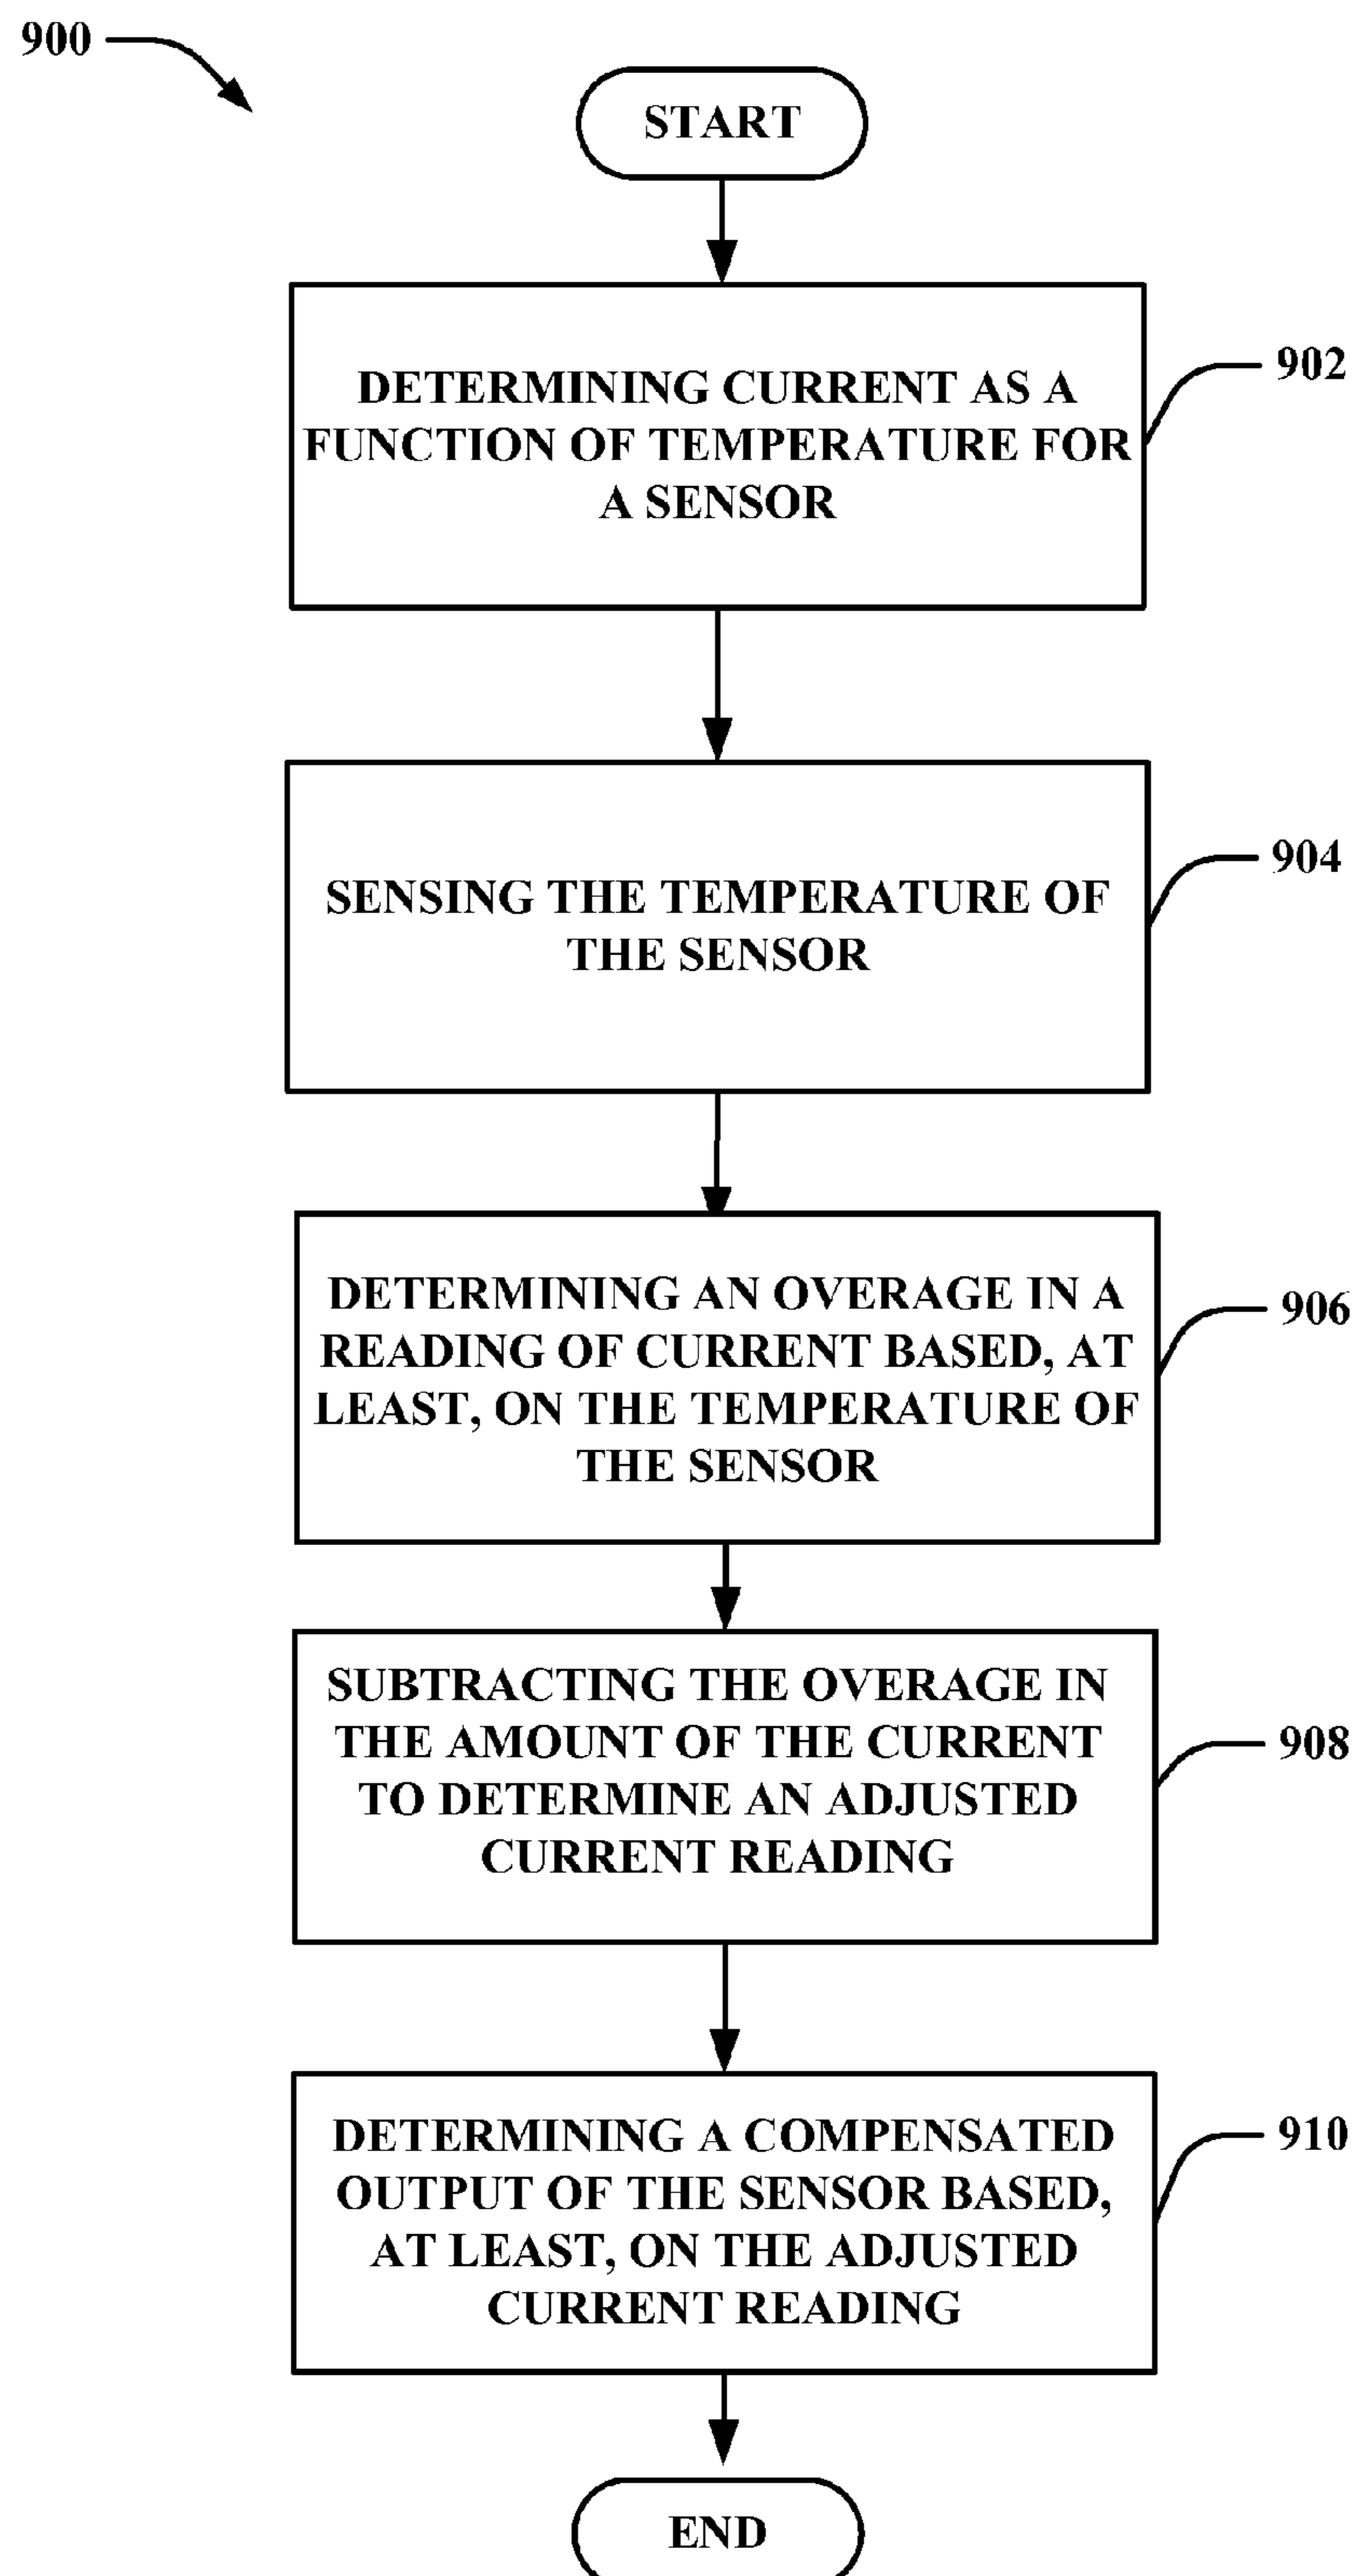 900
START
DETERMINING CURRENT AS A
FUNCTION OF TEMPERATURE FOR
A SENSOR
902
SENSING THE TEMPERATURE OF
THE SENSOR
904
DETERMINING AN OVERAGE IN A
READING OF CURRENT BASED, AT
LEAST, ON THE TEMPERATURE OF
THE SENSOR
906
SUBTRACTING THE OVERAGE IN
THE AMOUNT OF THE CURRENT
TO DETERMINE AN ADJUSTED
CURRENT READING
908
DETERMINING A COMPENSATED
OUTPUT OF THE SENSOR BASED,
AT LEAST, ON THE ADJUSTED
CURRENT READING
910
END